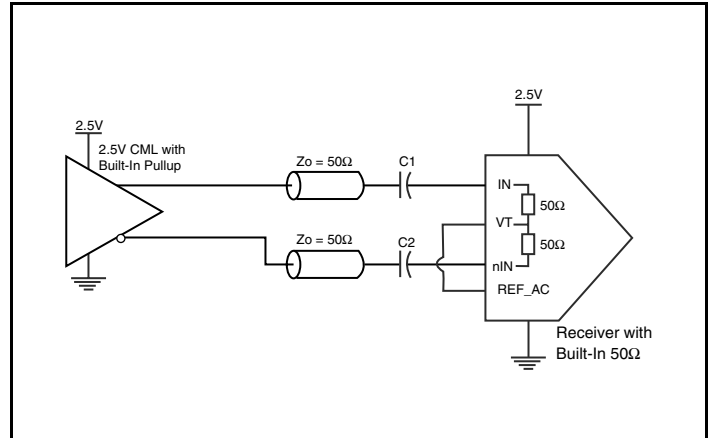 2.5V
2.5V
2.5V CML with
Built-In Pullup
Zo = 50Ω
C1
IN
50Ω
VT
Zo = 50Ω
C2
50Ω
nIN
REF_AC
Receiver with
Built-In 50Ω